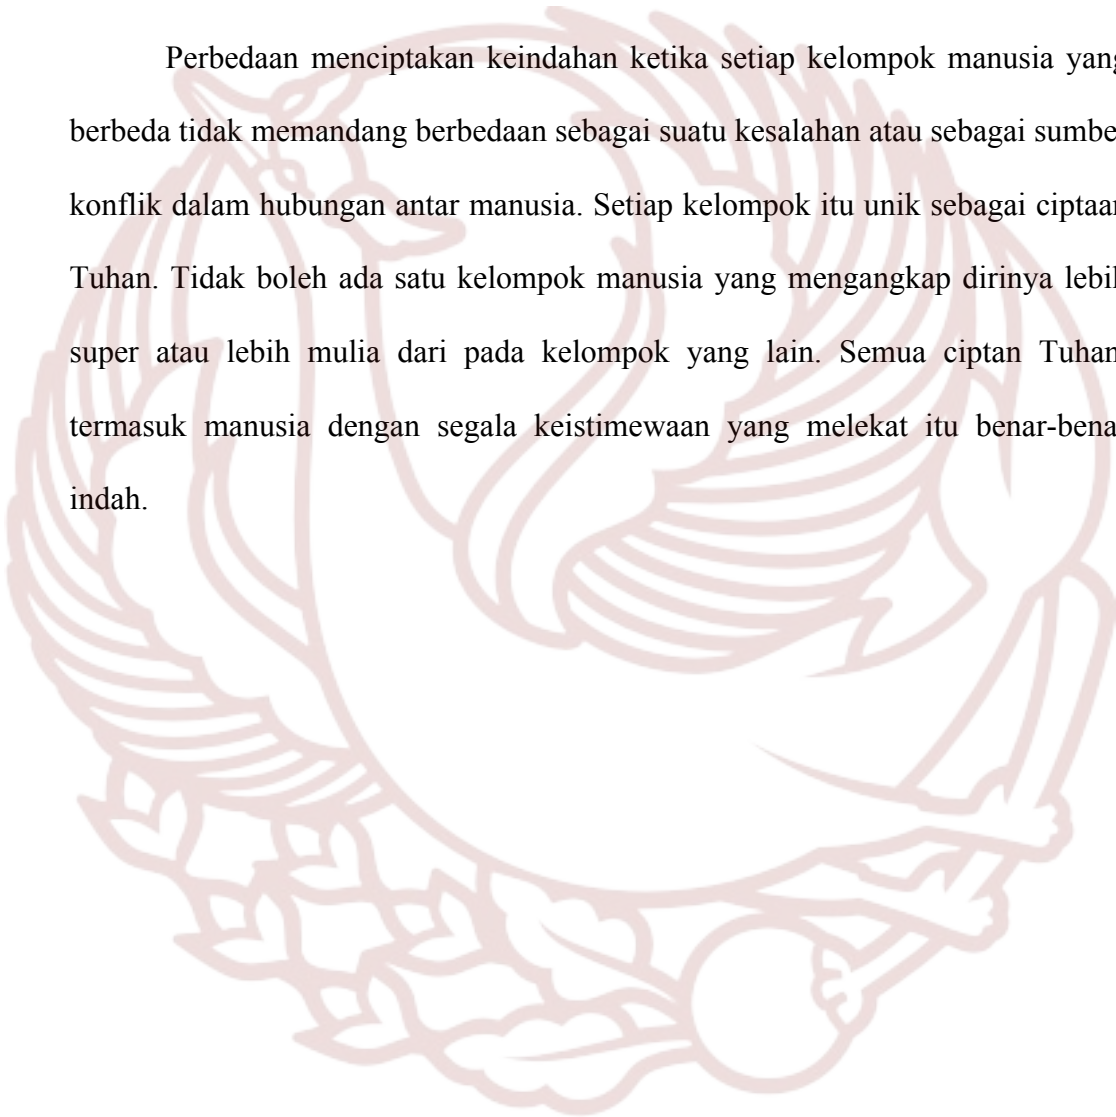 Perbedaan menciptakan keindahan ketika setiap kelompok manusia yang
berbeda tidak memandang berbedaan sebagai suatu kesalahan atau sebagai sumbe
konflik dalam hubungan antar manusia. Setiap kelompok itu unik sebagai ciptaan
Tuhan. Tidak boleh ada satu kelompok manusia yang mengangkap dirinya lebih
super atau lebih mulia dari pada kelompok yang lain. Semua ciptan Tuhan
termasuk manusia dengan segala keistimewaan yang melekat itu benar-bena
indah.